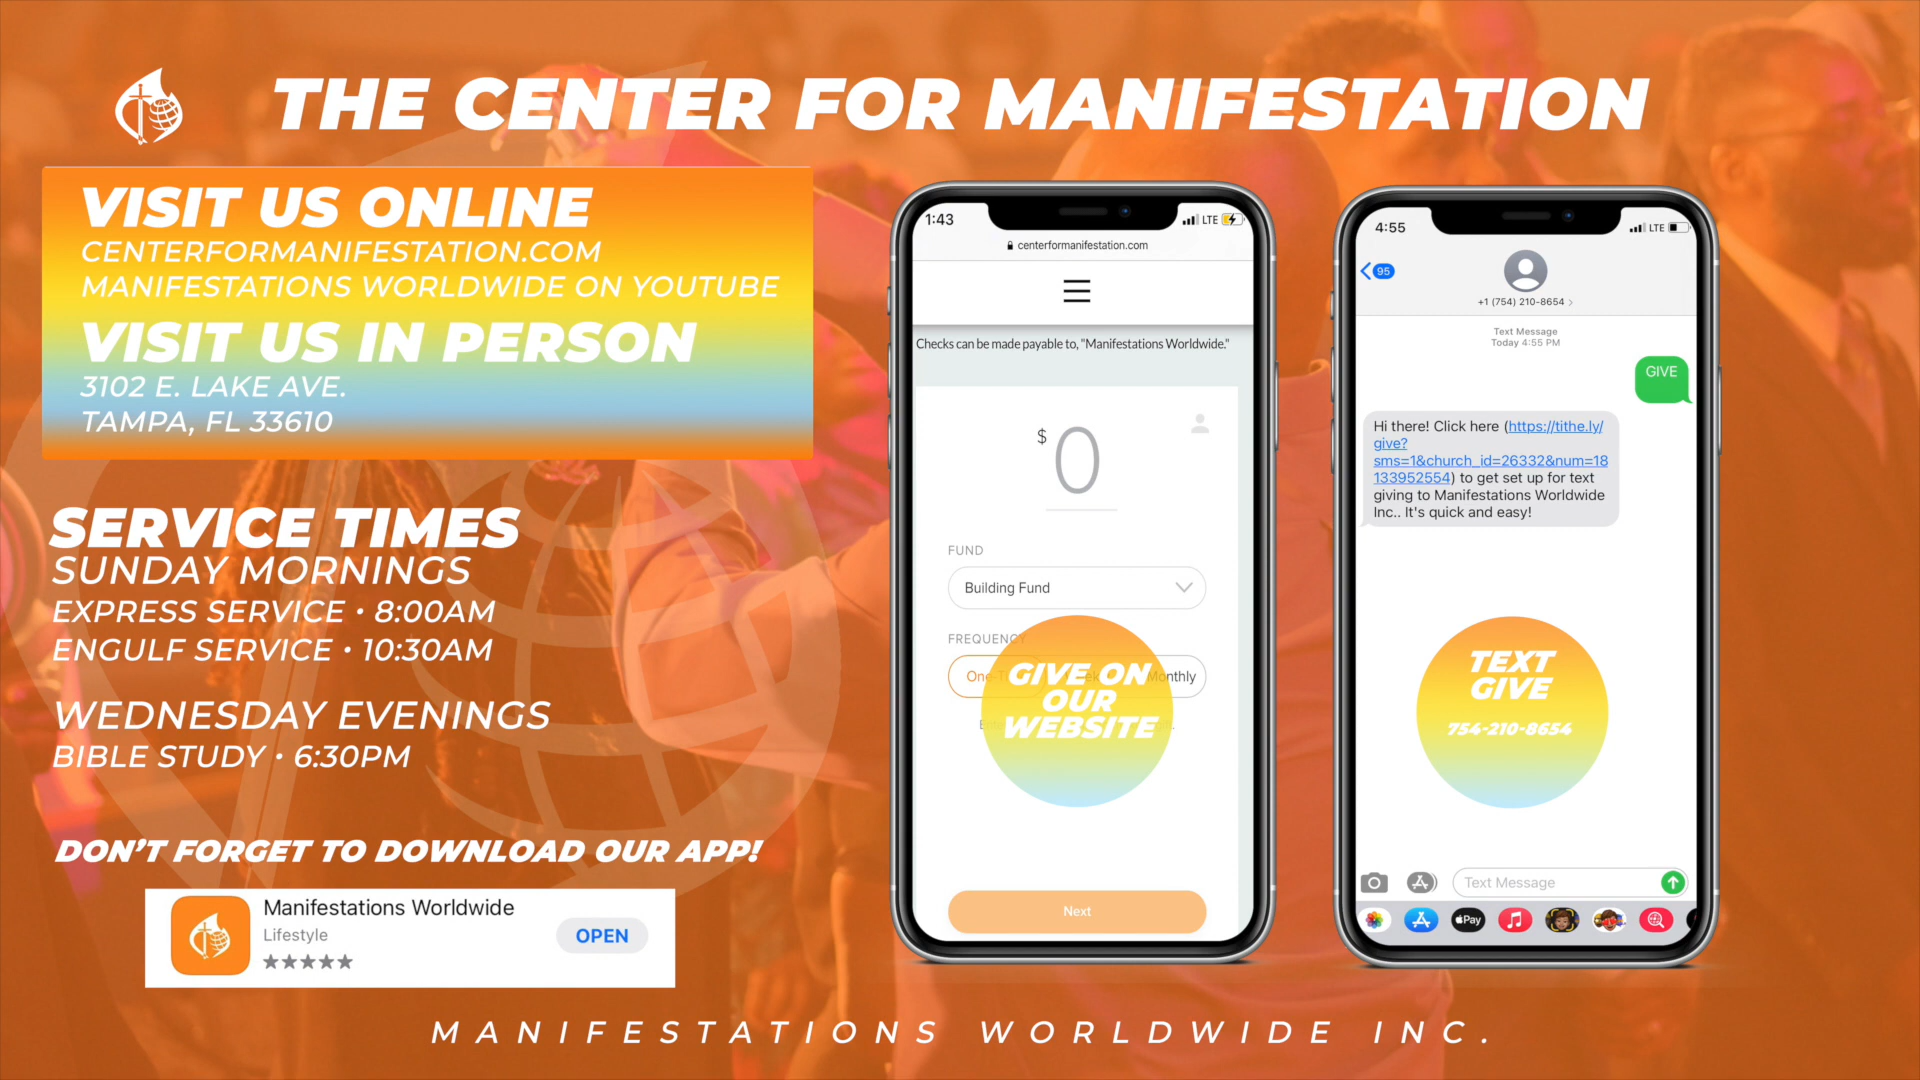 THE CENTER FOR MANIFESTATION
VISIT US ONLINE
CENTERFORMANIFESTATION.COM
MANIFESTATIONS WORLDWIDE ON YOUTUBE
VISIT US IN PERSON
3102 E. LAKE AVE.
TAMPA, FL 33610
SERVICE TIMES
SUNDAY MORNINGS
EXPRESS SERVICE • 8:00AM
ENGULF SERVICE • 10:30AM
WEDNESDAY EVENINGS
BIBLE STUDY • 6:30PM
DON'T FORGET TO DOWNLOAD OUR APP!
Manifestations Worldwide
Lifestyle
OPEN
1:43
LTE
centerformanifestation.com
Checks can be made payable to, "Manifestations Worldwide."
$ 0
FUND
Building Fund
FREQUENCY
Monthly
GIVE ON
OUR
WEBSITE
Next
4:55
LTE
95
+1 (754) 210-8654 >
Text Message
Today 4:55 PM
GIVE
Hi there! Click here (https://tithe.ly/
give?
sms=1&church_id=26332&num=18
133952554) to get set up for text
giving to Manifestations Worldwide
Inc.. It's quick and easy!
TEXT
GIVE
754-210-8654
Text Message
Pay
MANIFESTATIONS WORLDWIDE INC.